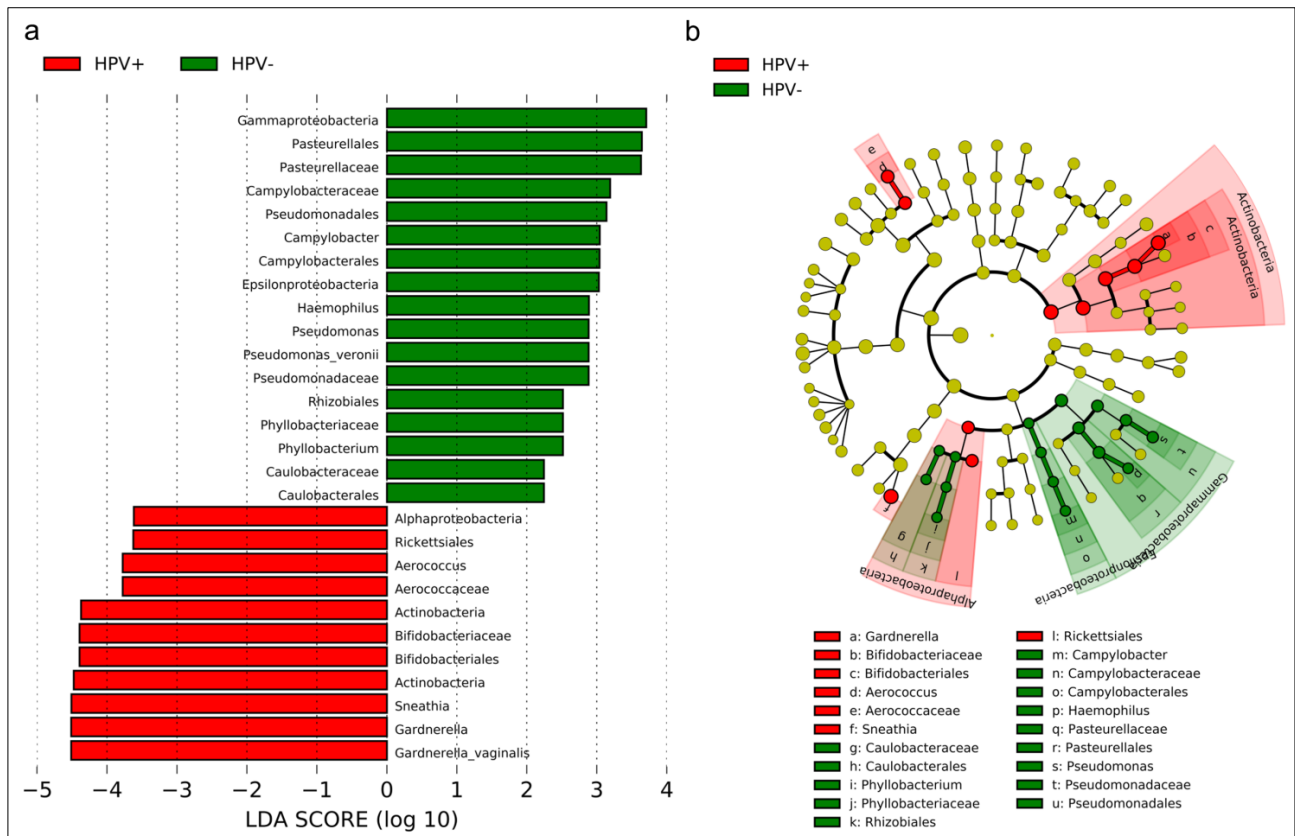 a
HPV+ HPV-
Gammaproteobacteria
Pasteurellales
Pasteurellaceae
Campylobacteraceae
Pseudomonadales
Campylobacter
Campylobacterales
Epsilonproteobacteria
Haemophilus
Pseudomonas
Pseudomonas_veronii
Pseudomonadaceae
Rhizobiales
Phyllobacteriaceae
Phyllobacterium
Caulobacteraceae
Caulobacterales
Alphaproteobacteria
Rickettsiales
Aerococcus
Aerococcaceae
Actinobacteria
Bifidobacteriaceae
Bifidobacteriales
Actinobacteria
Sneathia
Gardnerella
Gardnerella_vaginalis
−5 −4 −3 −2 −1 0 1 2 3 4
LDA SCORE (log 10)
b
HPV+
HPV-
e
d
a
b
c
Actinobacteria
Actinobacteria
f
g
h
i
j
k
l
Alphaproteobacteria
m
n
o
Epsilonproteobacteria
p
q
r
s
t
u
Gammaproteobacteria
a: Gardnerella
b: Bifidobacteriaceae
c: Bifidobacteriales
d: Aerococcus
e: Aerococcaceae
f: Sneathia
g: Caulobacteraceae
h: Caulobacterales
i: Phyllobacterium
j: Phyllobacteriaceae
k: Rhizobiales
l: Rickettsiales
m: Campylobacter
n: Campylobacteraceae
o: Campylobacterales
p: Haemophilus
q: Pasteurellaceae
r: Pasteurellales
s: Pseudomonas
t: Pseudomonadaceae
u: Pseudomonadales